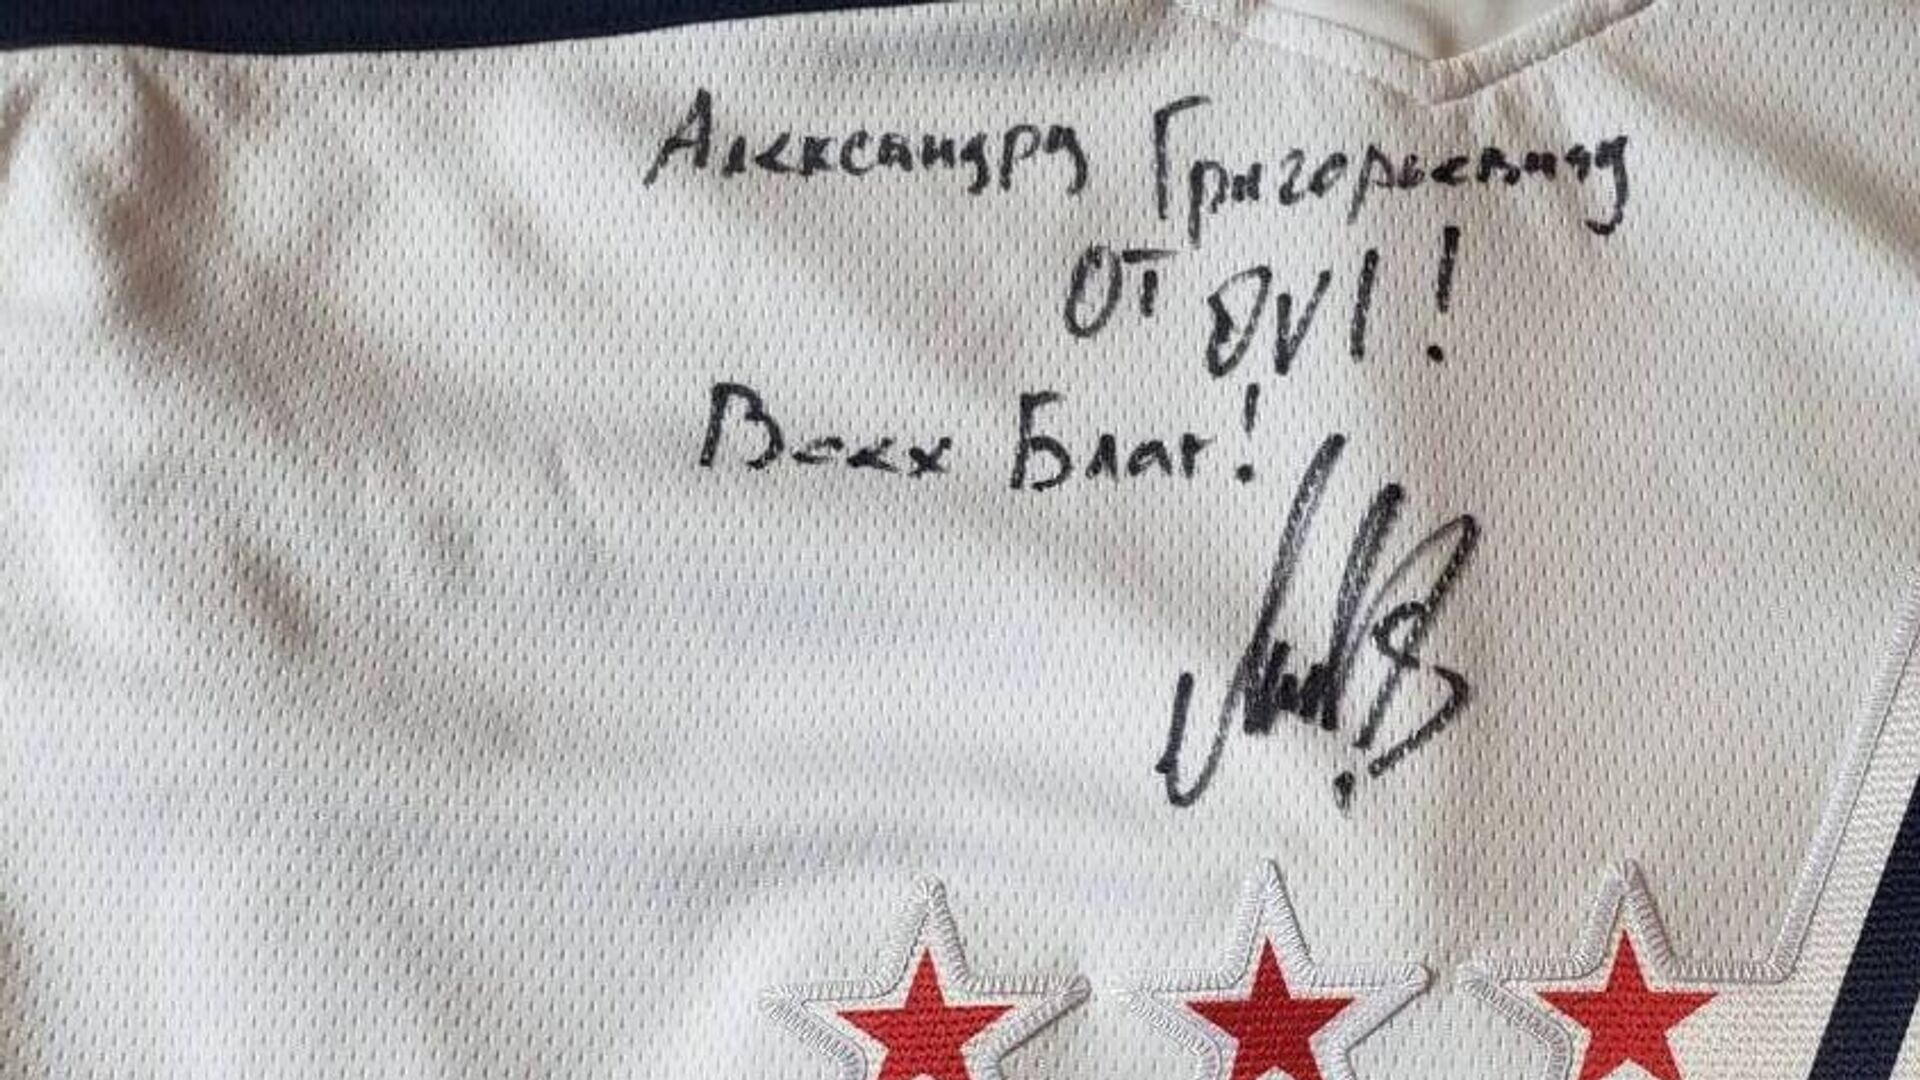 Александру Григорьевичу
от OVI!
Всех Благ!